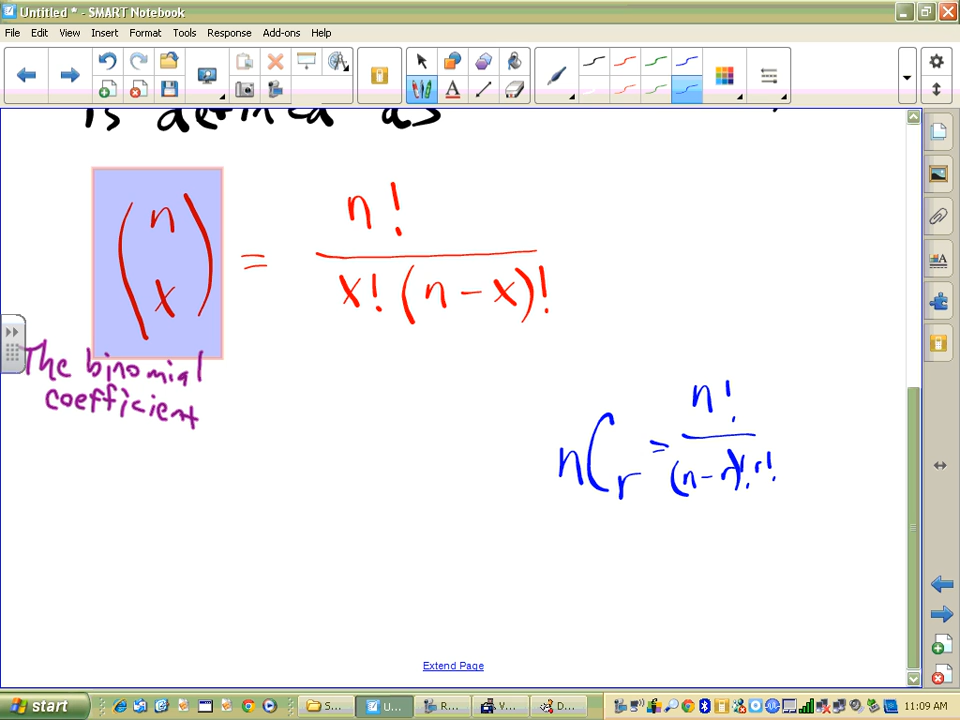 Untitled * - SMART Notebook
File Edit View Insert Format Tools Response Add-ons Help
is defined as
(n x) = n! / x! (n - x)!
The binomial
coefficient
nCr = n! / (n - r)! r!
Extend Page
start S... U... R... Y... D... 11:09 AM